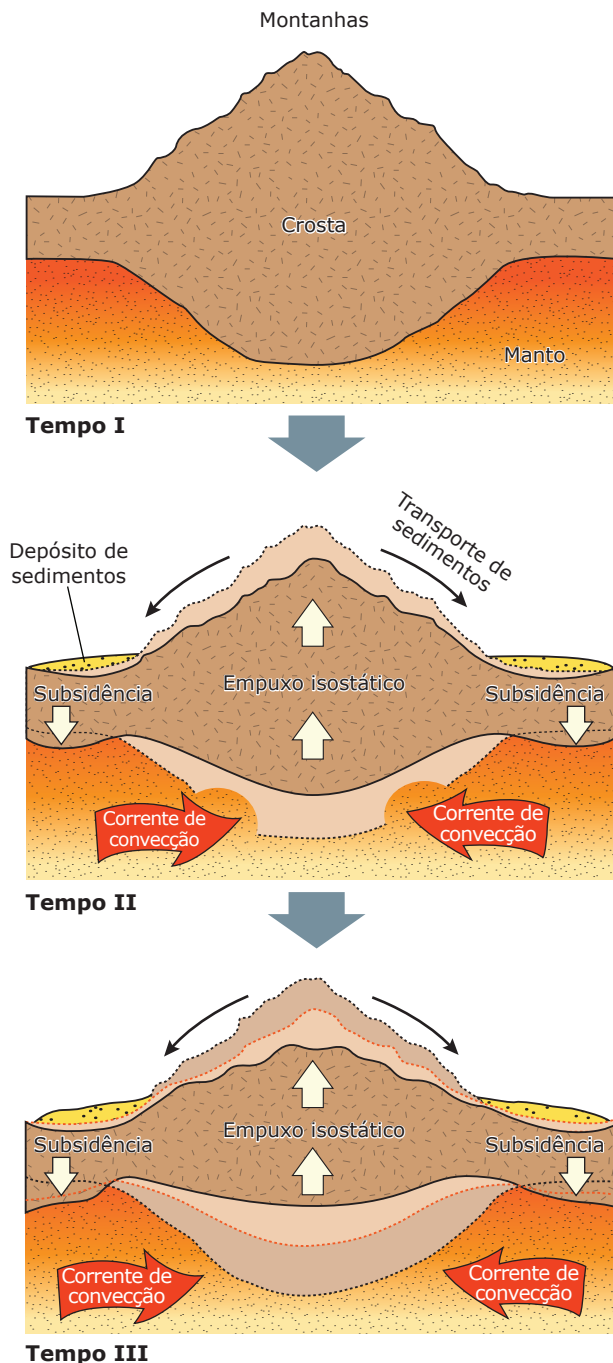 Montanhas
Crosta
Manto
Tempo I
Transporte de
sedimentos
Depósito de
sedimentos
Subsidência
Empuxo isostático
Subsidência
Corrente de
convecção
Corrente de
convecção
Tempo II
Subsidência
Empuxo isostático
Subsidência
Corrente de
convecção
Corrente de
convecção
Tempo III